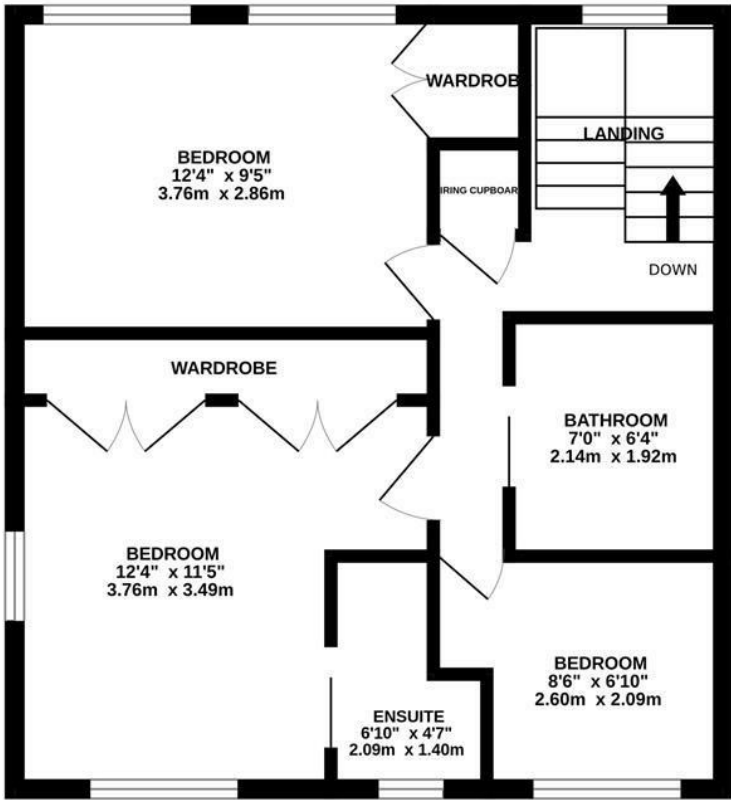 WARDROB
LANDING
BEDROOM
12'4" x 9'5"
3.76m x 2.86m
IRING CUPBOAR
DOWN
WARDROBE
BATHROOM
7'0" x 6'4"
2.14m x 1.92m
BEDROOM
12'4" x 11'5"
3.76m x 3.49m
BEDROOM
8'6" x 6'10"
2.60m x 2.09m
ENSUITE
6'10" x 4'7"
2.09m x 1.40m